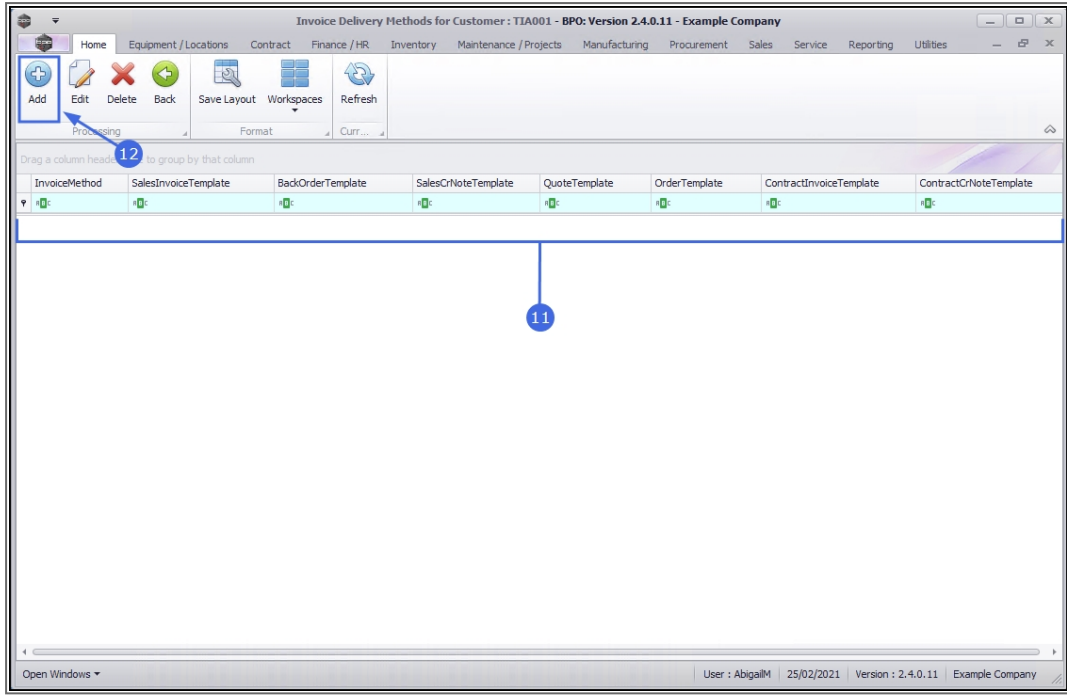 Invoice Delivery Methods for Customer : TIA001 - BPO: Version 2.4.0.11 - Example Company
Home Equipment / Locations Contract Finance / HR Inventory Maintenance / Projects Manufacturing Procurement Sales Service Reporting Utilities
Add Edit Delete Back Save Layout Workspaces Refresh
Processing Format Curr...
12
Drag a column heade to group by that column
InvoiceMethod SalesInvoiceTemplate BackOrderTemplate SalesCrNoteTemplate QuoteTemplate OrderTemplate ContractInvoiceTemplate ContractCrNoteTemplate
11
Open Windows User : AbigailM 25/02/2021 Version : 2.4.0.11 Example Company